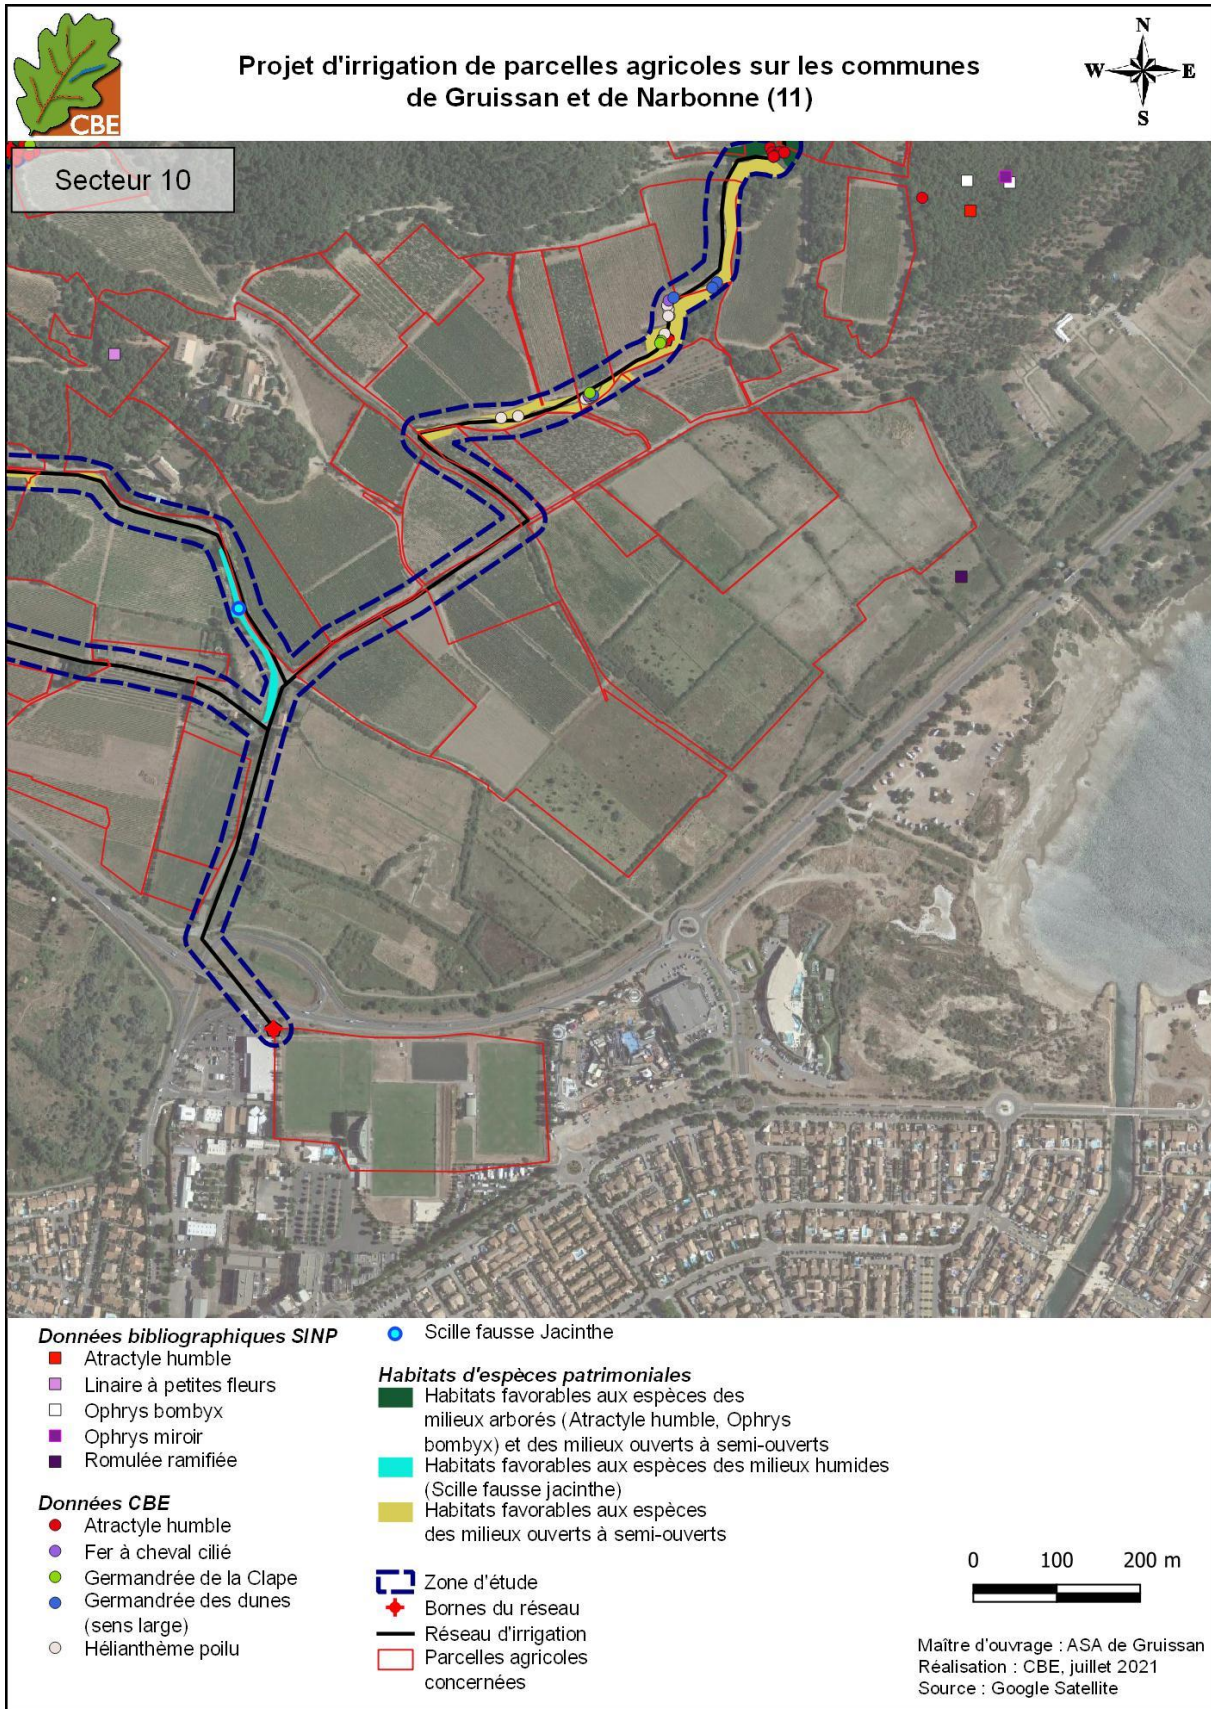 CBE
Projet d'irrigation de parcelles agricoles sur les communes
de Gruissan et de Narbonne (11)
N
W
E
S
Secteur 10
Données bibliographiques SINP
Atractyle humble
Linaire à petites fleurs
Ophrys bombyx
Ophrys miroir
Romulée ramifiée
Données CBE
Atractyle humble
Fer à cheval cilié
Germandrée de la Clape
Germandrée des dunes
(sens large)
Hélianthème poilu
Scille fausse Jacinthe
Habitats d'espèces patrimoniales
Habitats favorables aux espèces des
milieux arborés (Atractyle humble, Ophrys
bombyx) et des milieux ouverts à semi-ouverts
Habitats favorables aux espèces des milieux humides
(Scille fausse jacinthe)
Habitats favorables aux espèces
des milieux ouverts à semi-ouverts
Zone d'étude
Bornes du réseau
Réseau d'irrigation
Parcelles agricoles
concernées
0 100 200 m
Maître d'ouvrage : ASA de Gruissan
Réalisation : CBE, juillet 2021
Source : Google Satellite